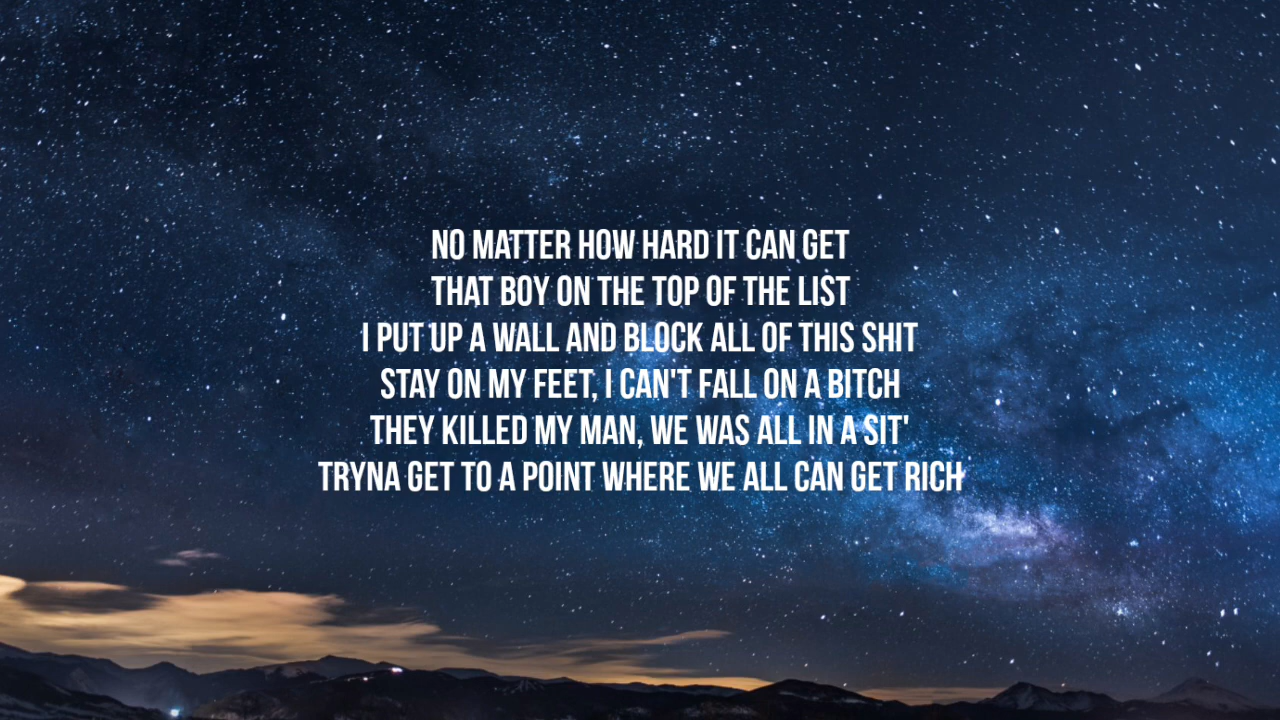 NO MATTER HOW HARD IT CAN GET
THAT BOY ON THE TOP OF THE LIST
I PUT UP A WALL AND BLOCK ALL OF THIS SHIT
STAY ON MY FEET, I CAN'T FALL ON A BITCH
THEY KILLED MY MAN, WE WAS ALL IN A SIT'
TRYNA GET TO A POINT WHERE WE ALL CAN GET RICH